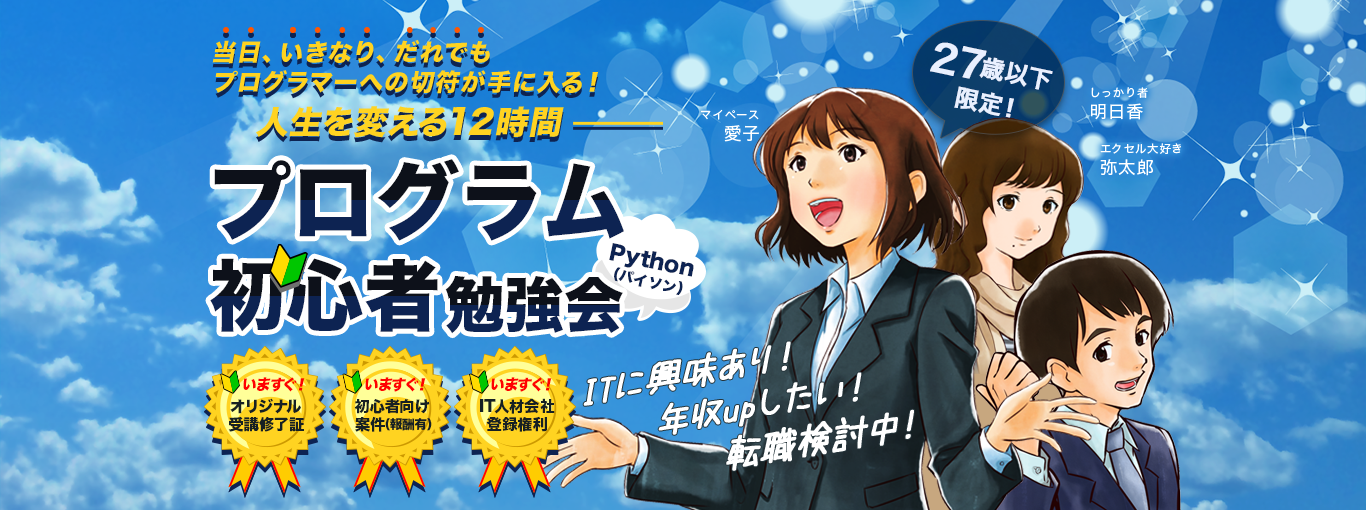 当日、いきなり、だれでも
プログラマーへの切符が手に入る！
人生を変える12時間
プログラム
初心者勉強会
Python
(パイソン)
いますぐ！
オリジナル
受講修了証
いますぐ！
初心者向け
案件(報酬有)
いますぐ！
IT人材会社
登録権利
27歳以下
限定！
マイペース
愛子
しっかり者
明日香
エクセル大好き
弥太郎
ITに興味あり！
年収upしたい！
転職検討中！